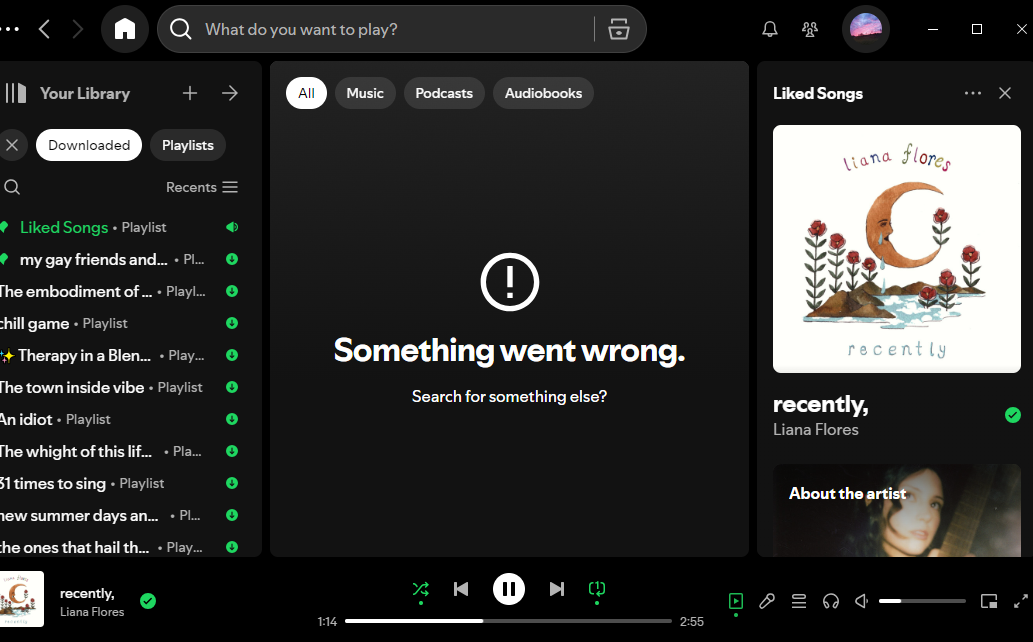 What do you want to play?
Your Library
Downloaded
Playlists
Recents
Liked Songs • Playlist
my gay friends and... • Pl...
The embodiment of ... • Playl...
chill game • Playlist
✨ Therapy in a Blen... • Play...
The town inside vibe • Playlist
An idiot • Playlist
The whight of this lif... • Pla...
31 times to sing • Playlist
new summer days an... • Pl...
the ones that hail th... • Play...
All
Music
Podcasts
Audiobooks
Something went wrong.
Search for something else?
Liked Songs
liana flores
recently
recently,
Liana Flores
About the artist
recently,
Liana Flores
1:14
2:55